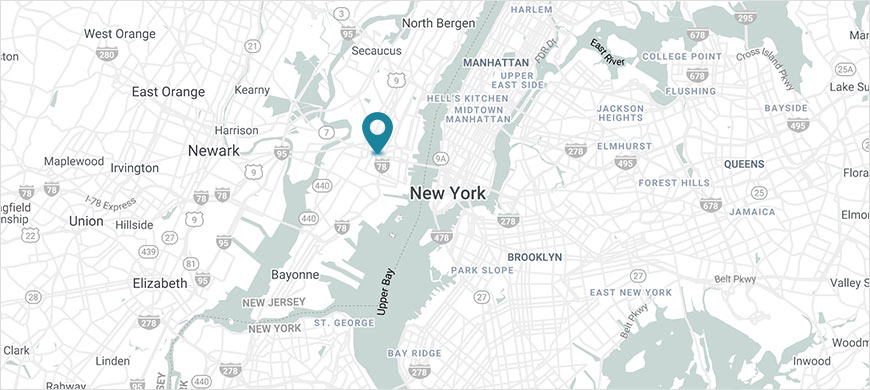 HARLEM
North Bergen
3
95
678
295
West Orange
21
Secaucus
FDR Dr
East River
280
MANHATTAN
COLLEGE POINT
Cross Island Pkwy
678
9
UPPER
EAST SIDE
25A
East Orange
Kearny
HELL'S KITCHEN
FLUSHING
Lake Su
MIDTOWN
MANHATTAN
JACKSON
HEIGHTS
BAYSIDE
Harrison
7
495
Newark
95
ELMHURST
278
495
Maplewood
Irvington
9A
QUEENS
78
9
78
Flora
FOREST HILLS
440
New York
78
78
I-78 Express
678
JAMAICA
ngfield
nship
Union
Hillside
78
440
278
Elmo
22
27
95
478
439
81
BROOKLYN
Elizabeth
Bayonne
PARK SLOPE
Belt Pkwy
Valley S
27
Upper Bay
28
NEW JERSEY
27
EAST NEW YORK
278
NEW YORK
ST. GEORGE
Belt Pkwy
Woodm
Clark
BAY RIDGE
Linden
Inwood
95
278
278
Rahway